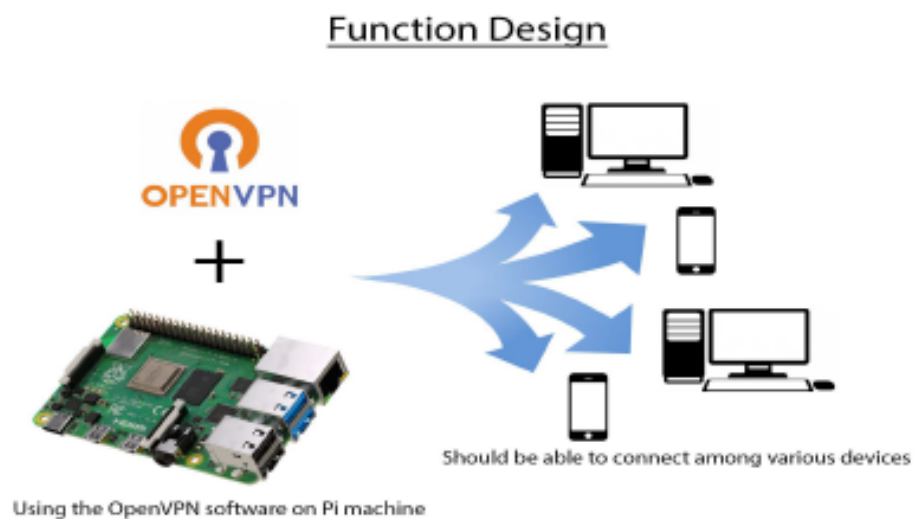 Function Design
OPENVPN
+
Should be able to connect among various devices
Using the OpenVPN software on Pi machine